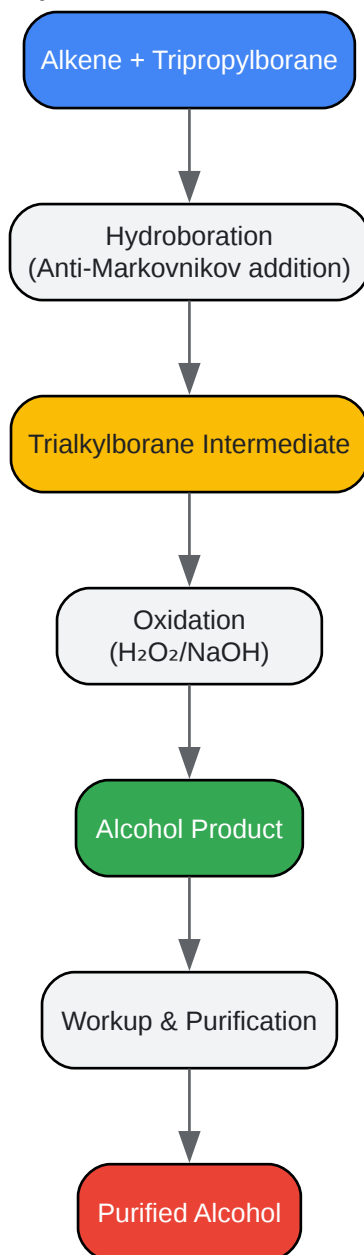 Alkene + Tripropylborane
Hydroboration
(Anti-Markovnikov addition)
Trialkylborane Intermediate
Oxidation
(H₂O₂/NaOH)
Alcohol Product
Workup & Purification
Purified Alcohol